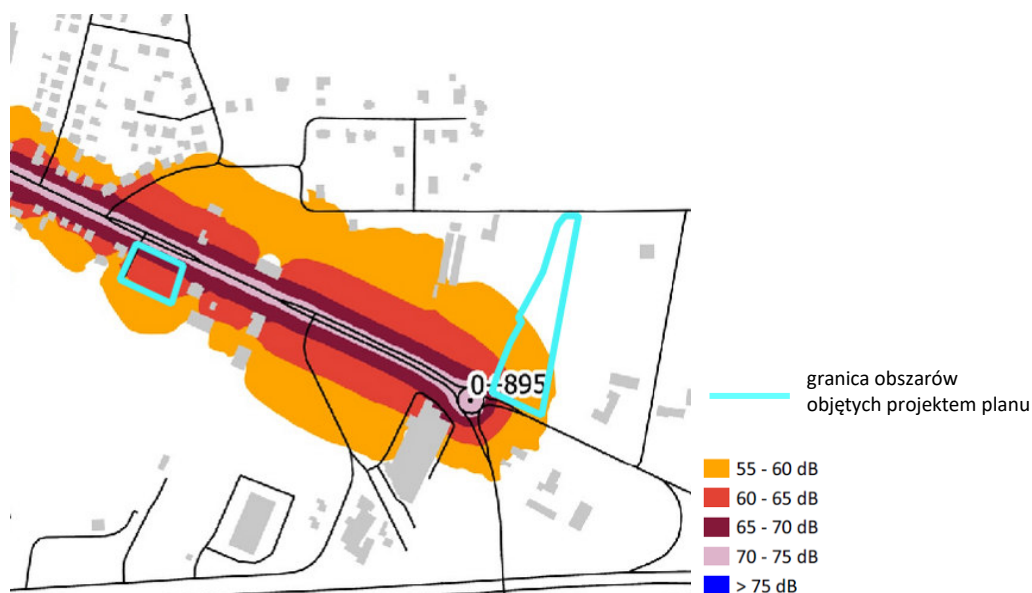 0+895
granica obszarów
objętych projektem planu
55 - 60 dB
60 - 65 dB
65 - 70 dB
70 - 75 dB
> 75 dB